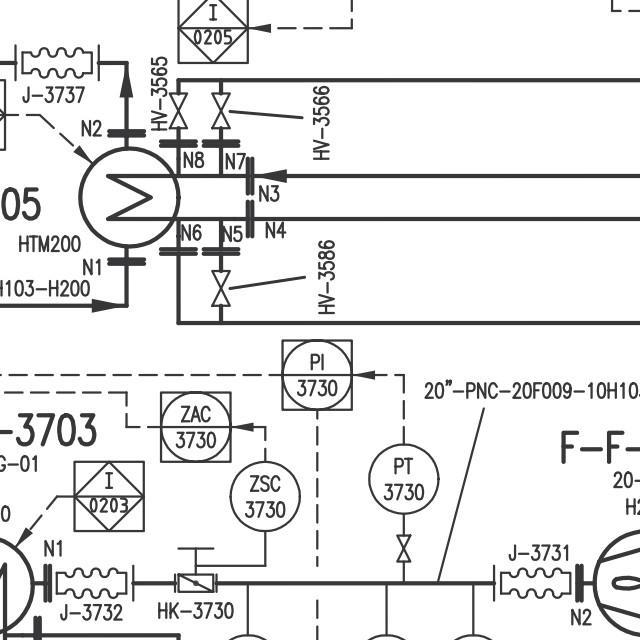 I
0205
J-3737
HV-3565
HV-3566
N2
N8
N7
N3
05
N6
N5
N4
HTM200
N1
H103-H200
HV-3586
PI
3730
20"-PNC-20F009-10H103
ZAC
3730
-3703
G-01
F-F-
PT
3730
20-
I
0203
ZSC
3730
0
H2
N1
J-3731
J-3732
HK-3730
N2